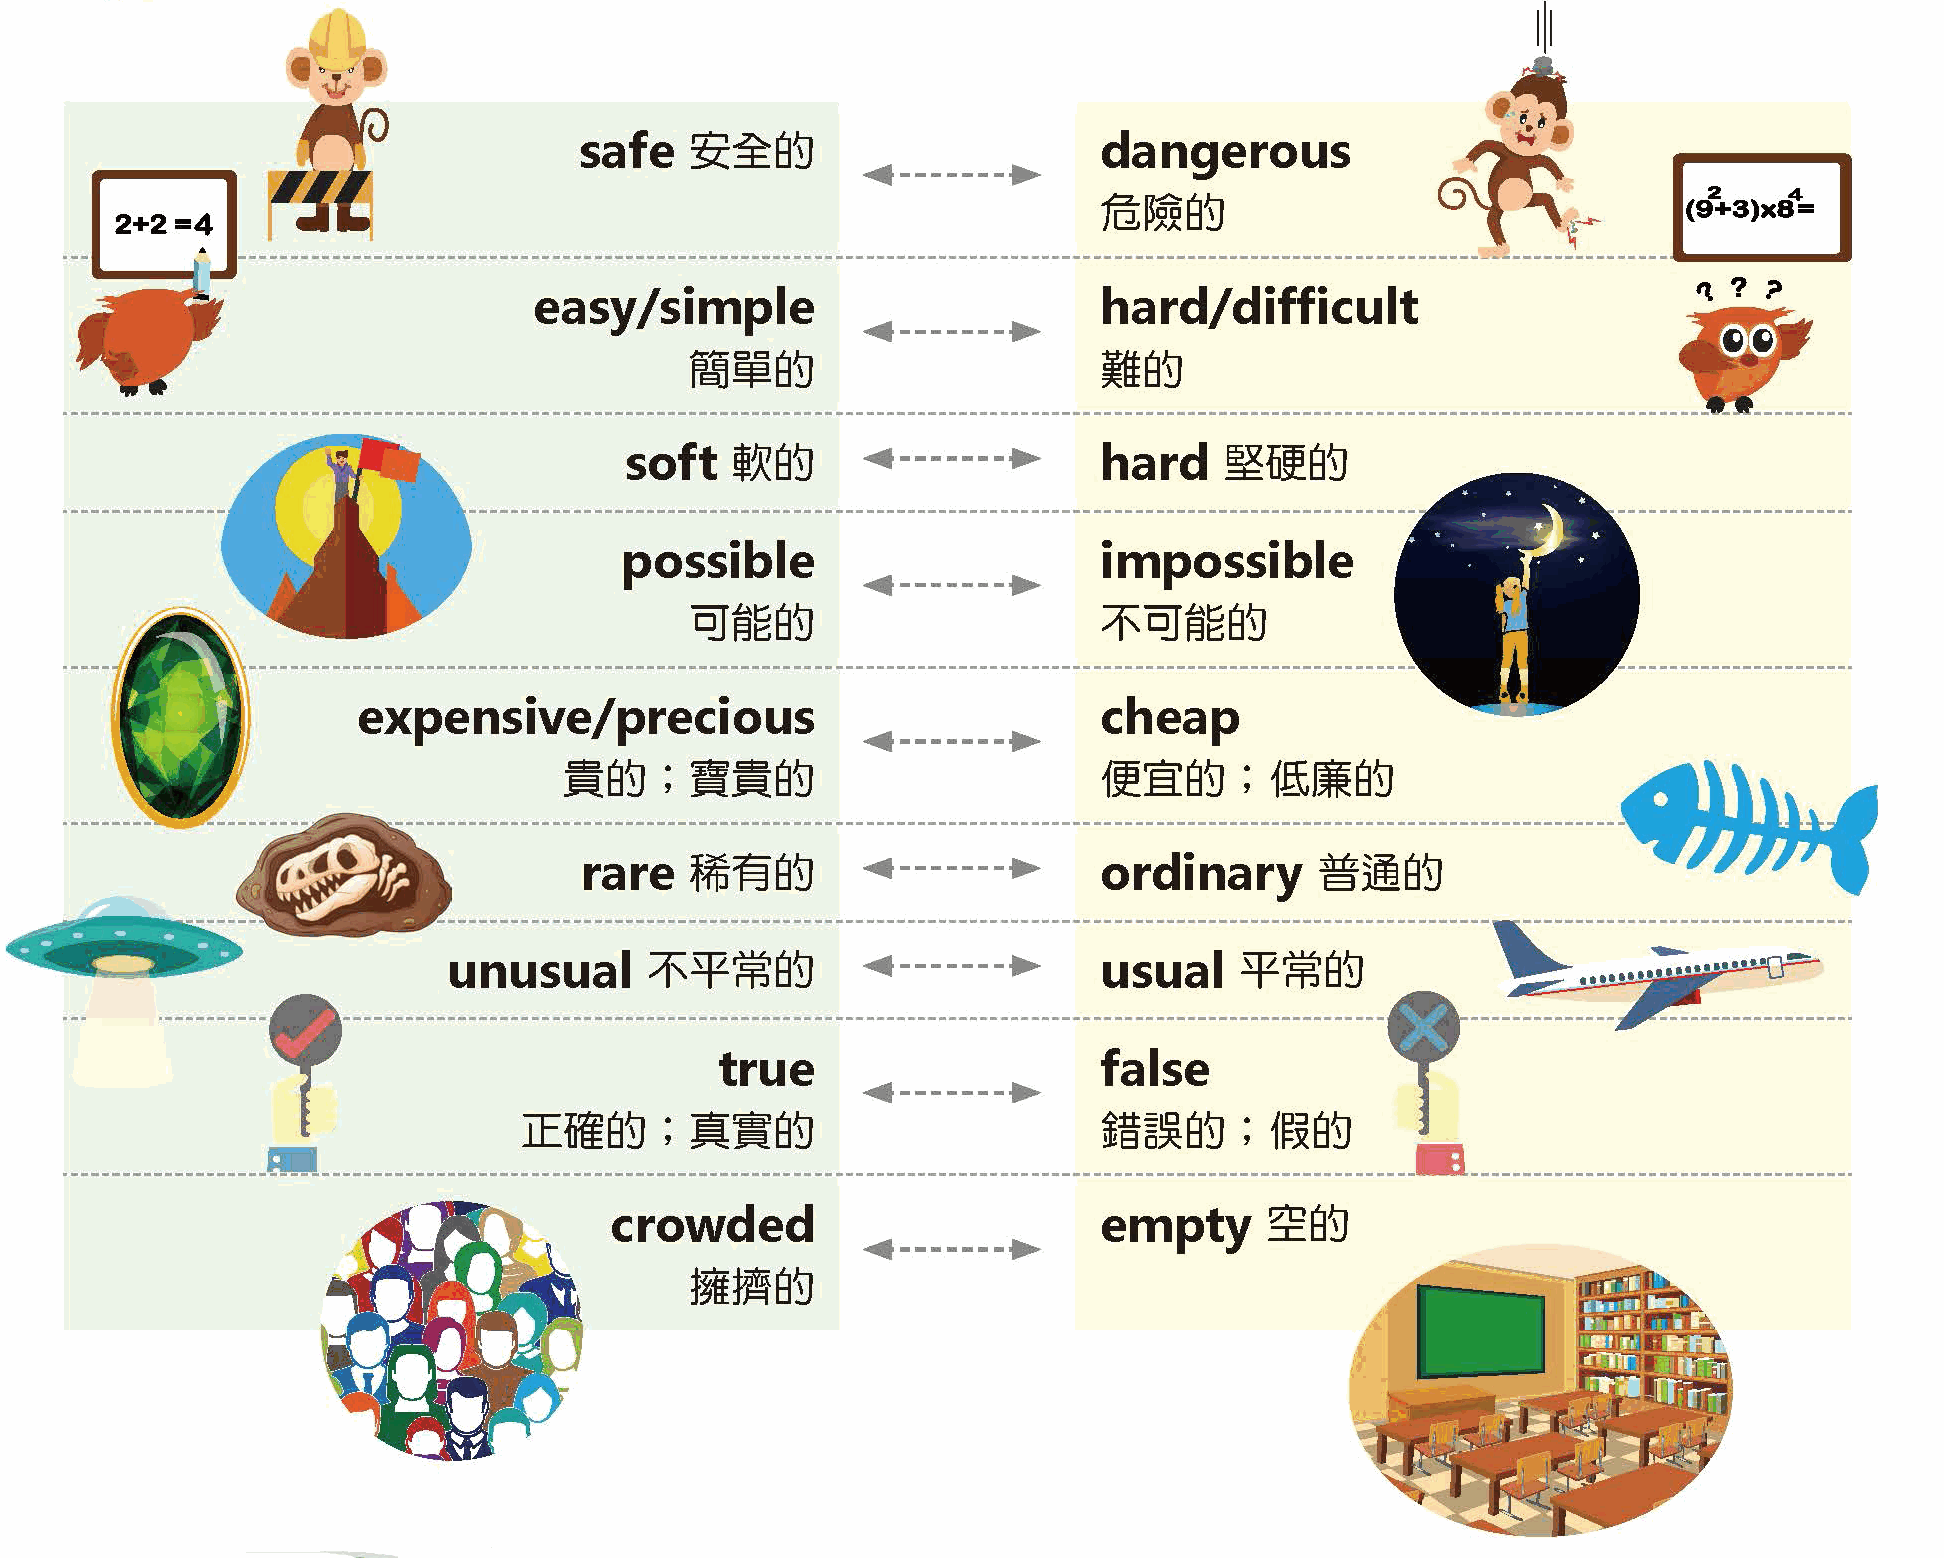 safe 安全的
dangerous
危險的
2+2=4
(9²+3)x8⁴=
easy/simple
簡單的
hard/difficult
難的
? ? ?
soft 軟的
hard 堅硬的
possible
可能的
impossible
不可能的
expensive/precious
貴的；寶貴的
cheap
便宜的；低廉的
rare 稀有的
ordinary 普通的
unusual 不平常的
usual 平常的
true
正確的；真實的
false
錯誤的；假的
crowded
擁擠的
empty 空的